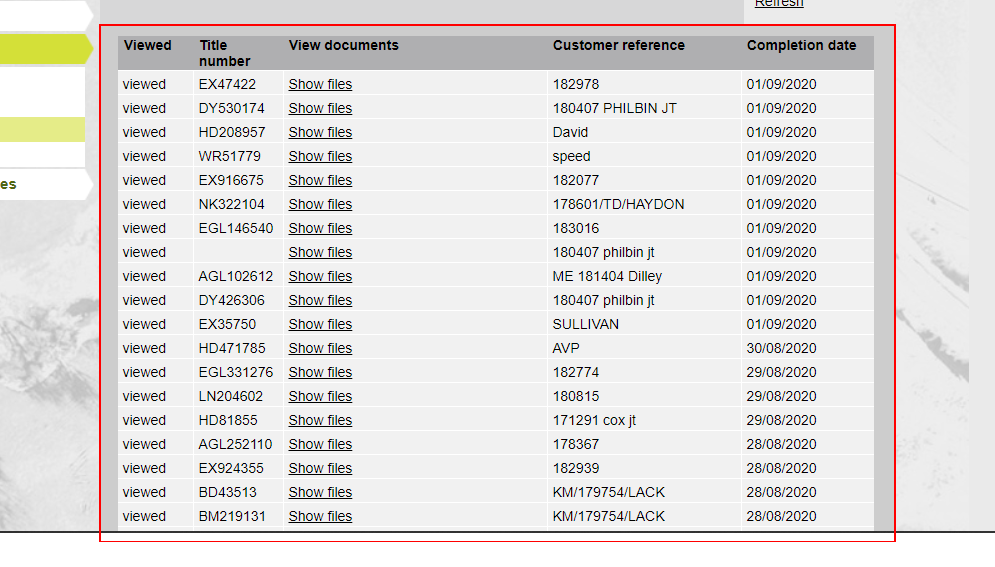 Refresh
Viewed Title number View documents Customer reference Completion date
viewed EX47422 Show files 182978 01/09/2020
viewed DY530174 Show files 180407 PHILBIN JT 01/09/2020
viewed HD208957 Show files David 01/09/2020
viewed WR51779 Show files speed 01/09/2020
viewed EX916675 Show files 182077 01/09/2020
es
viewed NK322104 Show files 178601/TD/HAYDON 01/09/2020
viewed EGL146540 Show files 183016 01/09/2020
viewed Show files 180407 philbin jt 01/09/2020
viewed AGL102612 Show files ME 181404 Dilley 01/09/2020
viewed DY426306 Show files 180407 philbin jt 01/09/2020
viewed EX35750 Show files SULLIVAN 01/09/2020
viewed HD471785 Show files AVP 30/08/2020
viewed EGL331276 Show files 182774 29/08/2020
viewed LN204602 Show files 180815 29/08/2020
viewed HD81855 Show files 171291 cox jt 29/08/2020
viewed AGL252110 Show files 178367 28/08/2020
viewed EX924355 Show files 182939 28/08/2020
viewed BD43513 Show files KM/179754/LACK 28/08/2020
viewed BM219131 Show files KM/179754/LACK 28/08/2020